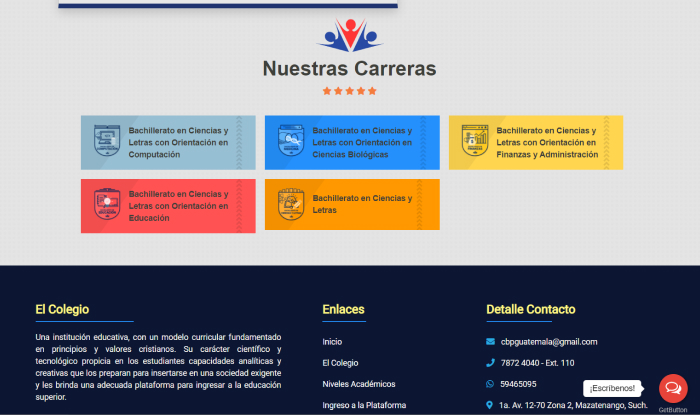 Nuestras Carreras
Bachillerato en Ciencias y
Letras con Orientación en
Computación
Bachillerato en Ciencias y
Letras con Orientación en
Ciencias Biológicas
Bachillerato en Ciencias y
Letras con Orientación en
Finanzas y Administración
Bachillerato en Ciencias y
Letras con Orientación en
Educación
Bachillerato en Ciencias y
Letras
El Colegio
Una institución educativa, con un modelo curricular fundamentado
en principios y valores cristianos. Su carácter científico y
tecnológico propicia en los estudiantes capacidades analíticas y
creativas que los preparan para insertarse en una sociedad exigente
y les brinda una adecuada plataforma para ingresar a la educación
superior.
Enlaces
Inicio
El Colegio
Niveles Académicos
Ingreso a la Plataforma
Detalle Contacto
cbpguatemala@gmail.com
7872 4040 - Ext. 110
59465095
1a. Av. 12-70 Zona 2, Mazatenango, Such.
¡Escríbenos!
GetButton